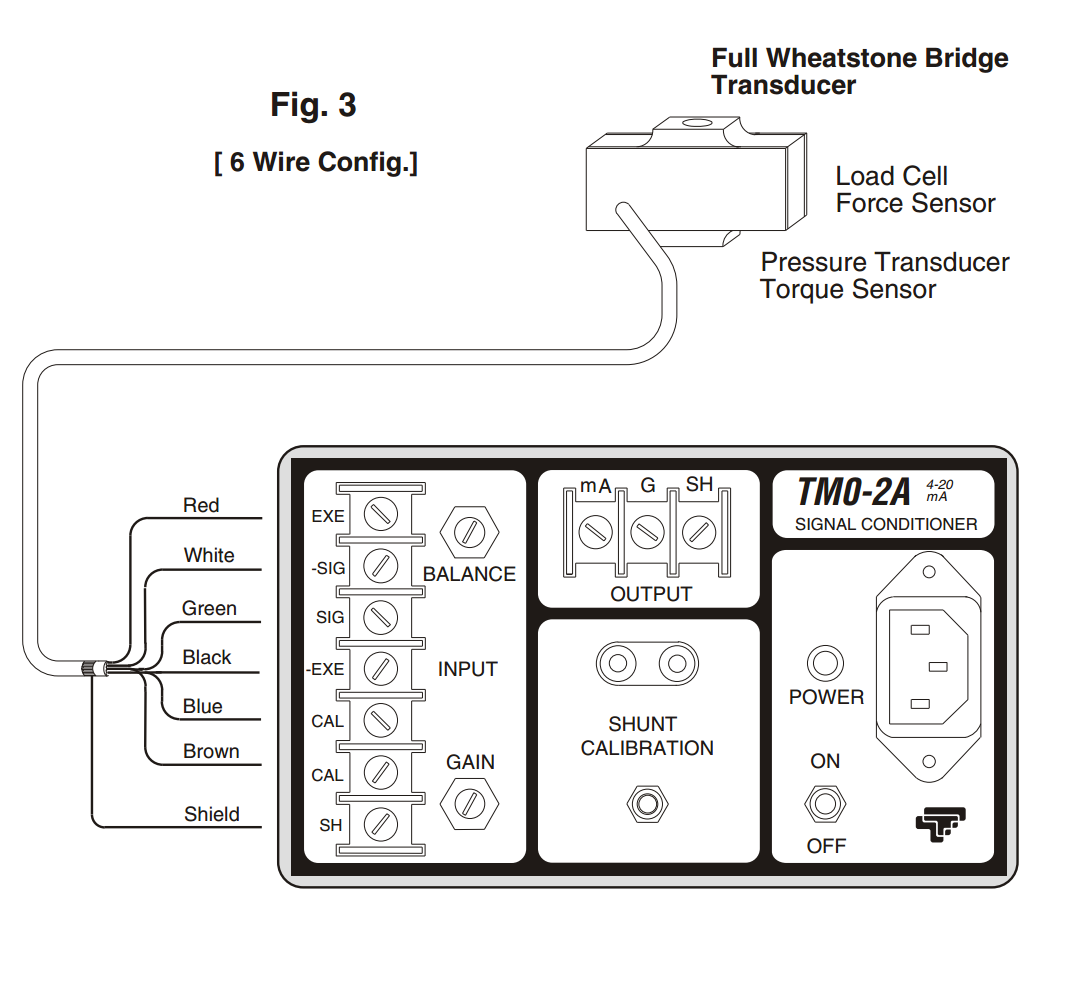 Full Wheatstone Bridge
Transducer
Fig. 3
[ 6 Wire Config.]
Load Cell
Force Sensor
Pressure Transducer
Torque Sensor
Red
White
Green
Black
Blue
Brown
Shield
EXE
-SIG
SIG
-EXE
CAL
CAL
SH
BALANCE
INPUT
GAIN
mA G SH
OUTPUT
SHUNT
CALIBRATION
TMO-2A 4-20
mA
SIGNAL CONDITIONER
POWER
ON
OFF